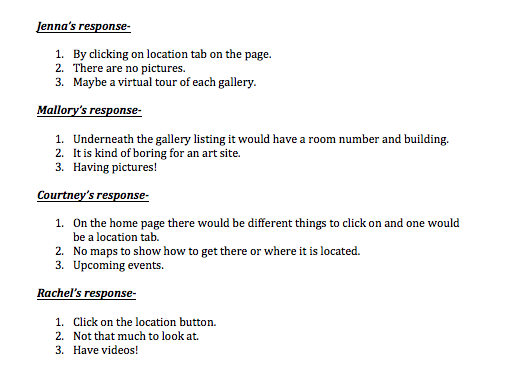 Jenna's response-
1. By clicking on location tab on the page.
2. There are no pictures.
3. Maybe a virtual tour of each gallery.
Mallory's response-
1. Underneath the gallery listing it would have a room number and building.
2. It is kind of boring for an art site.
3. Having pictures!
Courtney's response-
1. On the home page there would be different things to click on and one would
be a location tab.
2. No maps to show how to get there or where it is located.
3. Upcoming events.
Rachel's response-
1. Click on the location button.
2. Not that much to look at.
3. Have videos!